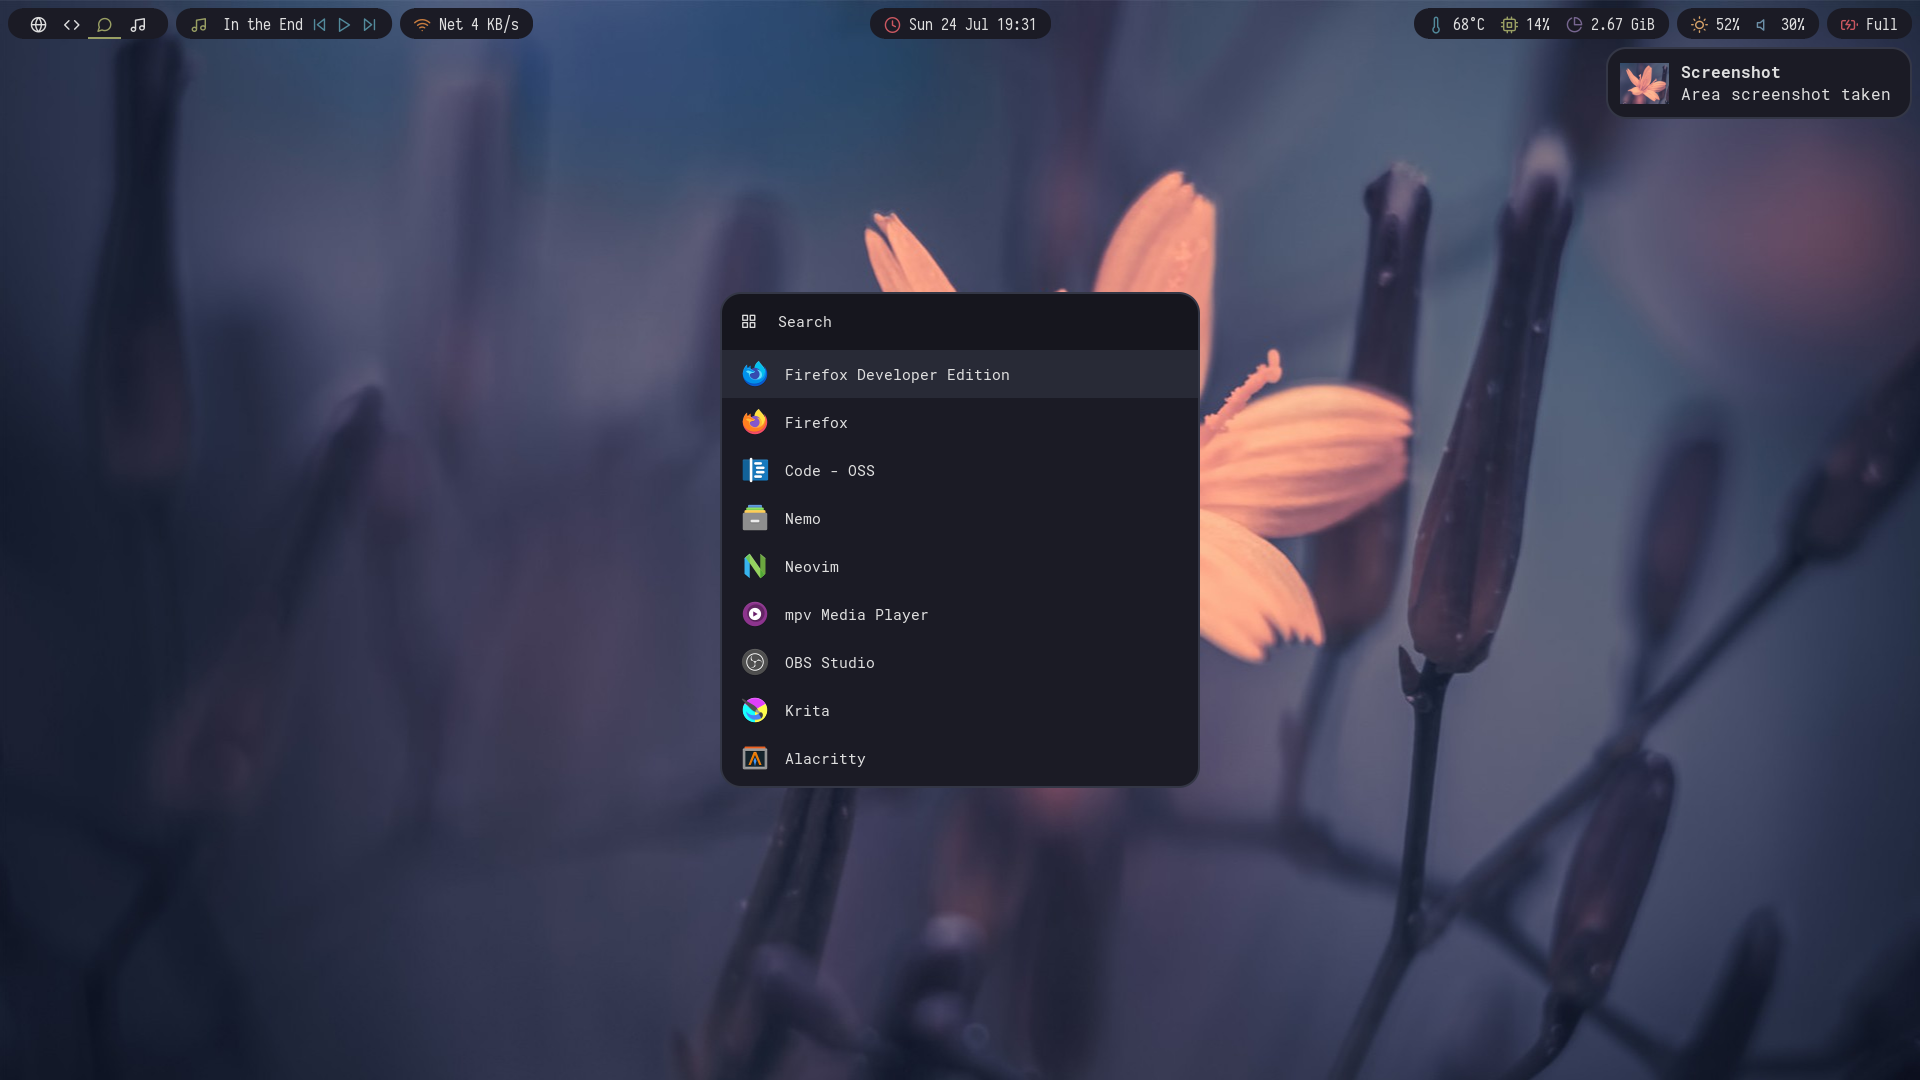 In the End
Net 4 KB/s
Sun 24 Jul 19:31
68°C 14% 2.67 GiB
52% 30%
Full
Screenshot
Area screenshot taken
Search
Firefox Developer Edition
Firefox
Code - OSS
Nemo
Neovim
mpv Media Player
OBS Studio
Krita
Alacritty